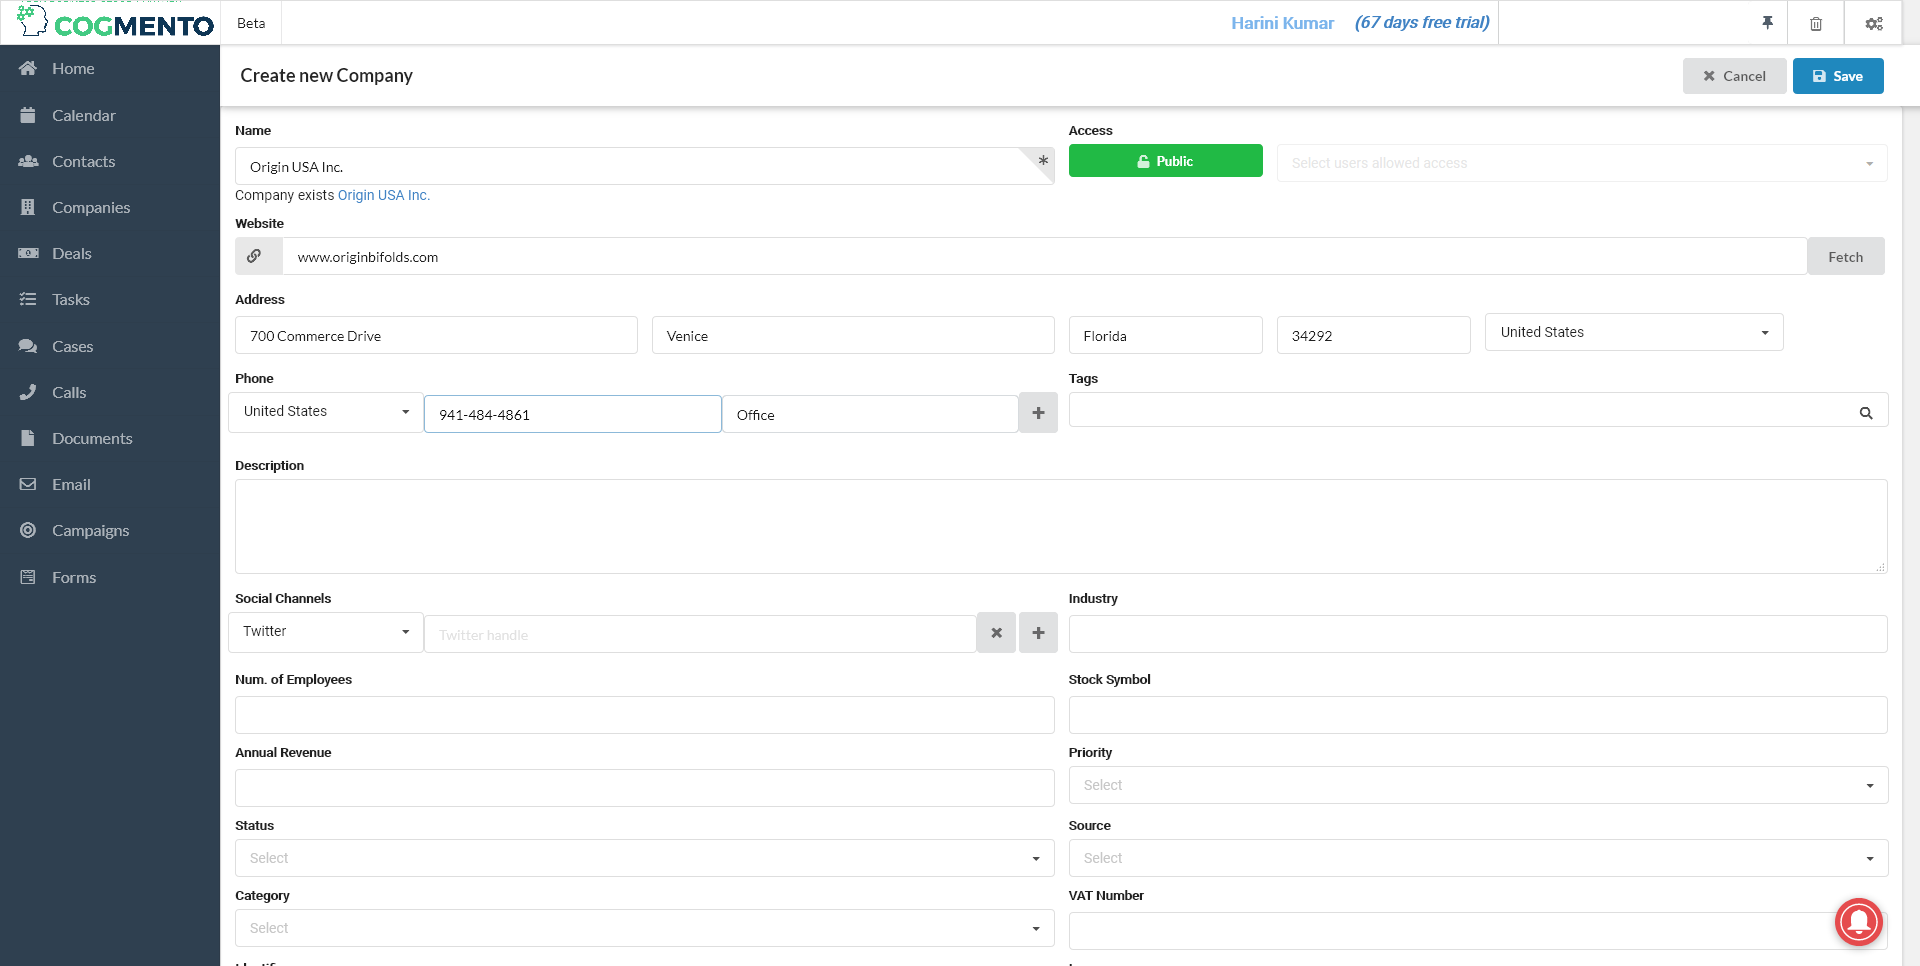 COGMENTO
Beta
Harini Kumar (67 days free trial)
Home
Calendar
Contacts
Companies
Deals
Tasks
Cases
Calls
Documents
Email
Campaigns
Forms
Create new Company
Cancel
Save
Name
Access
Origin USA Inc.
*
Public
Select users allowed access
Company exists Origin USA Inc.
Website
www.originbifolds.com
Fetch
Address
700 Commerce Drive
Venice
Florida
34292
United States
Phone
Tags
United States
941-484-4861
Office
Description
Social Channels
Industry
Twitter
Twitter handle
Num. of Employees
Stock Symbol
Annual Revenue
Priority
Select
Status
Source
Select
Select
Category
VAT Number
Select